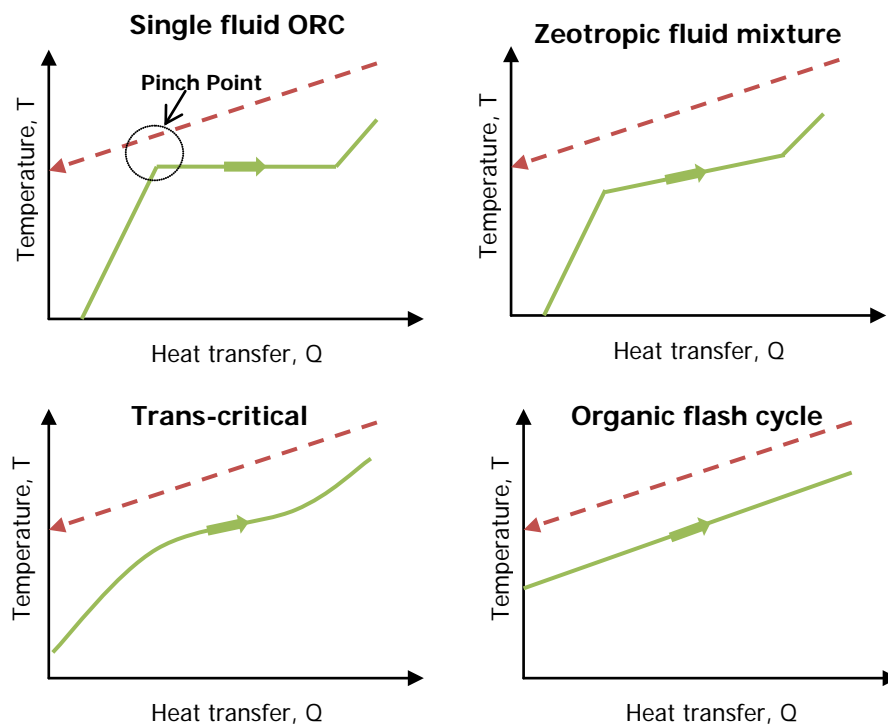 Single fluid ORC
Pinch Point
Temperature, T
Heat transfer, Q
Zeotropic fluid mixture
Temperature, T
Heat transfer, Q
Trans-critical
Temperature, T
Heat transfer, Q
Organic flash cycle
Temperature, T
Heat transfer, Q